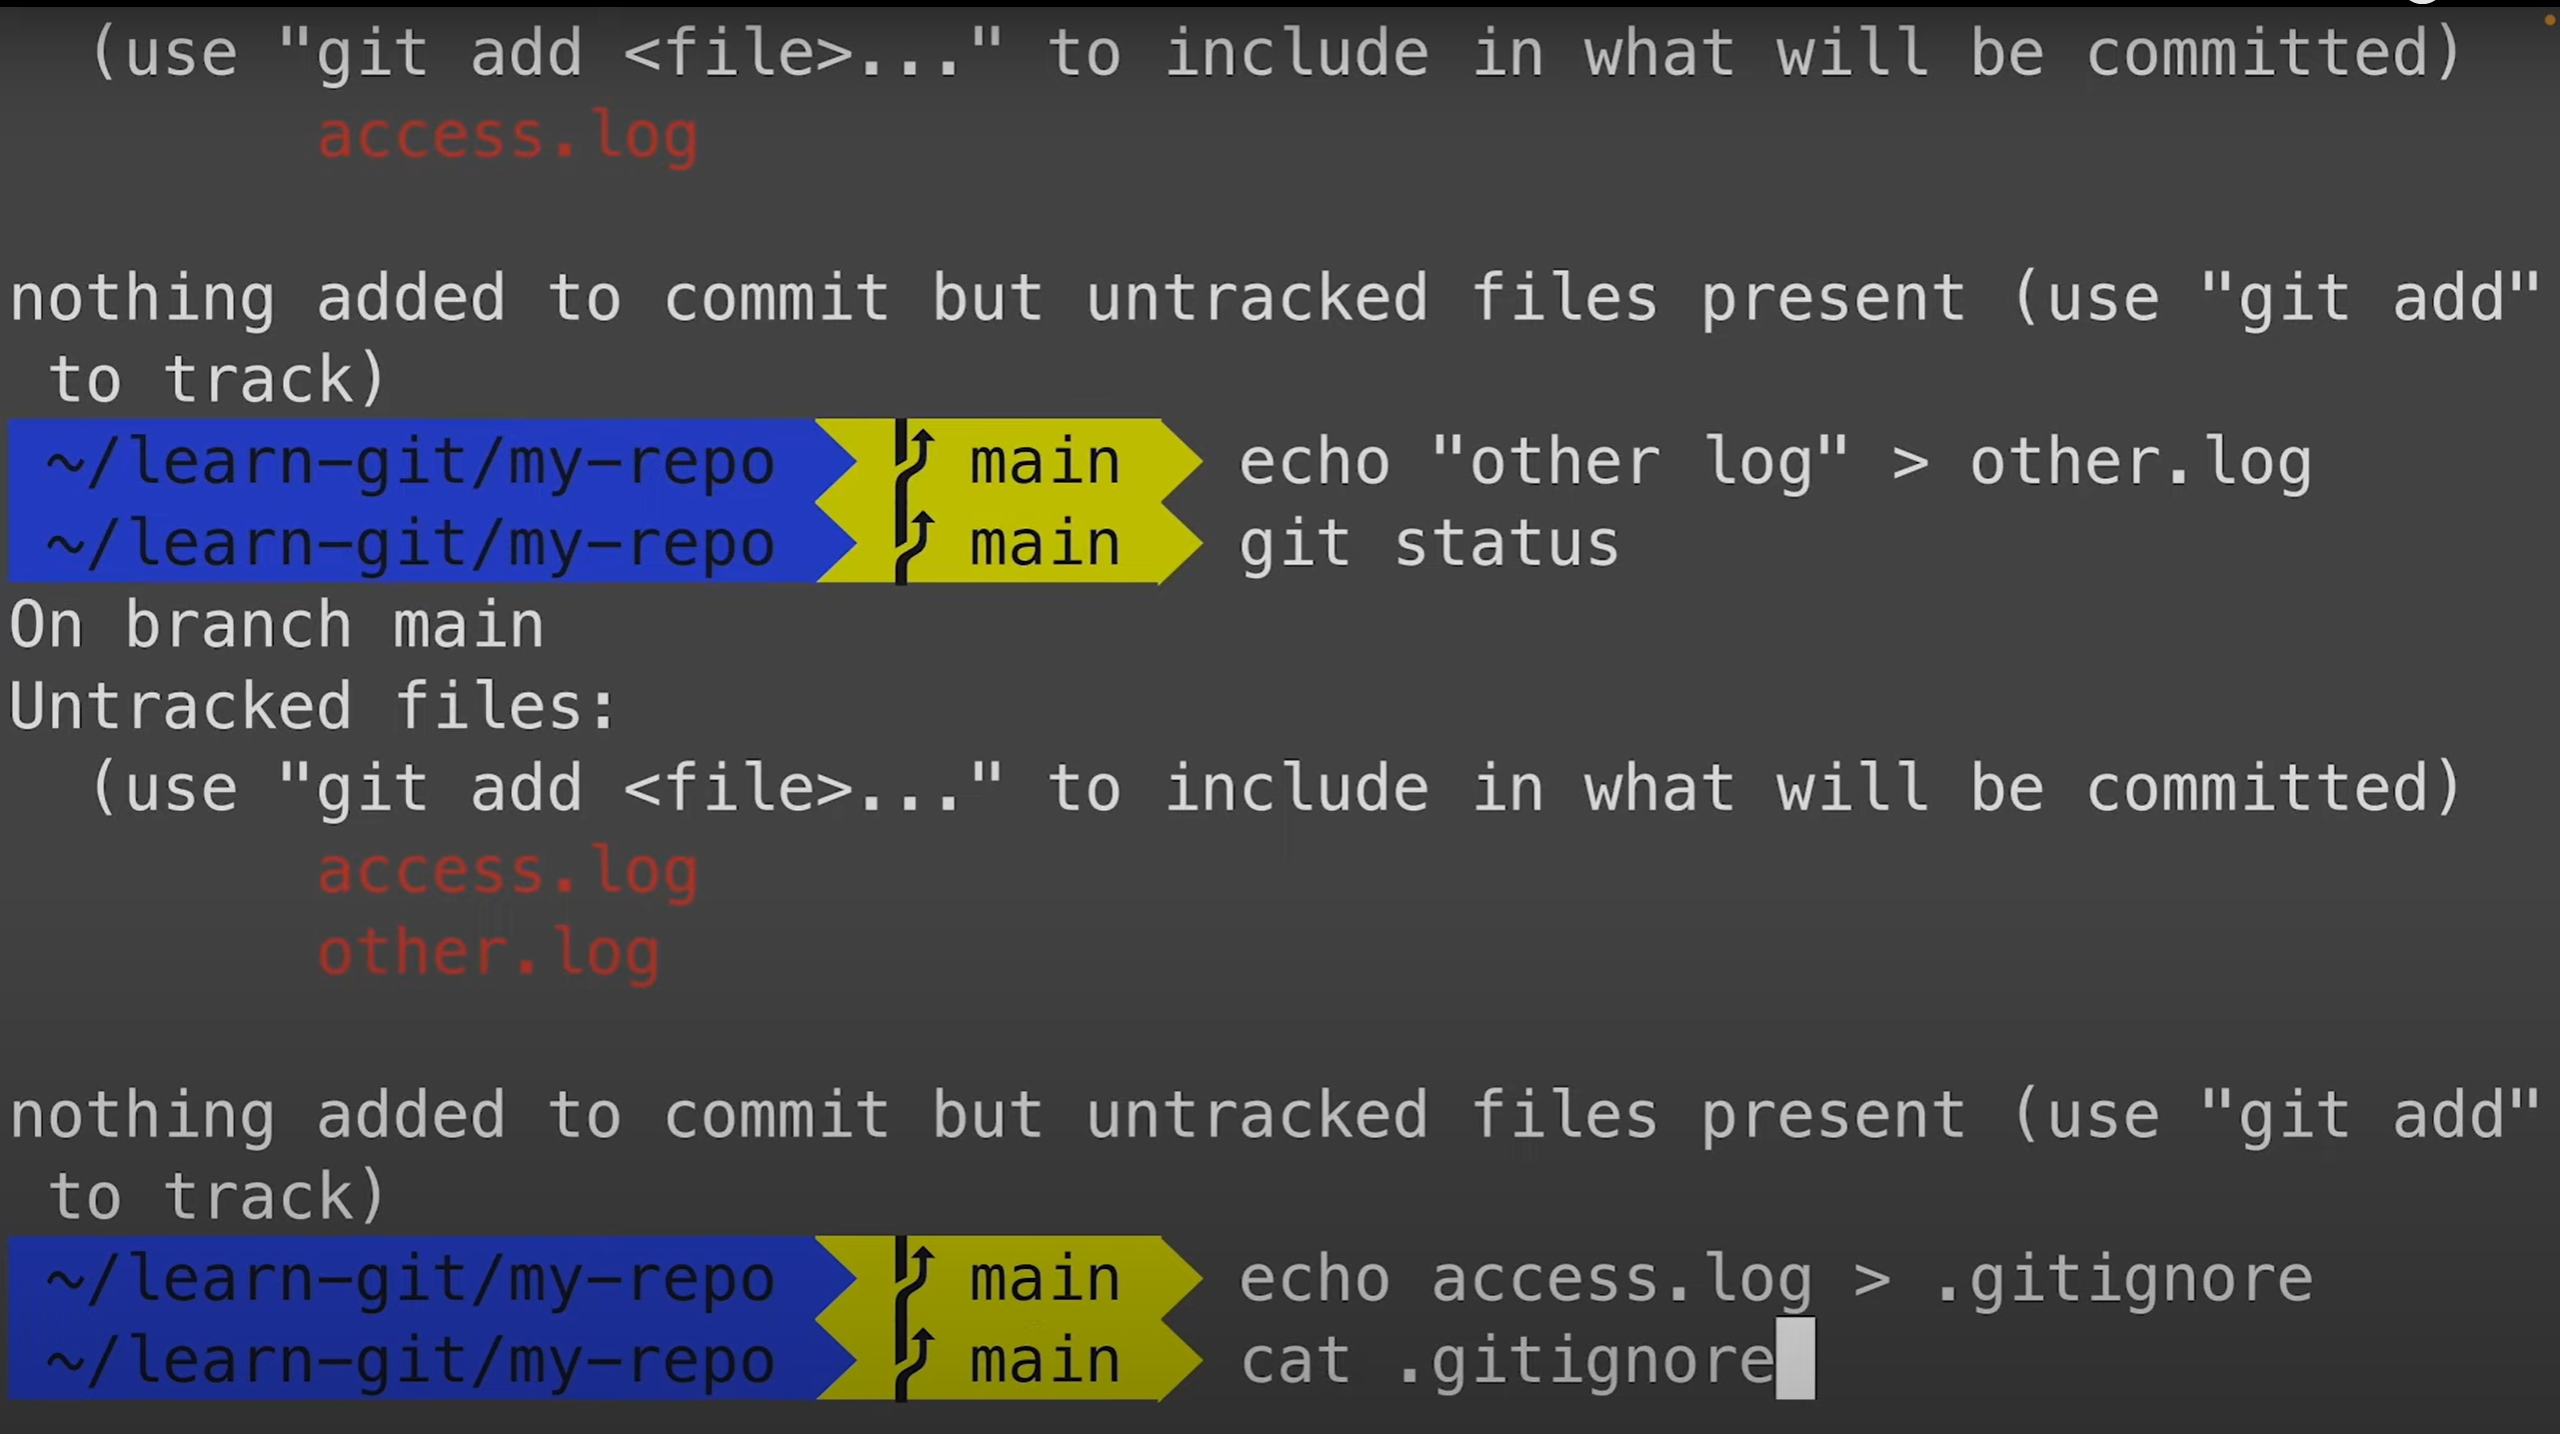 (use "git add <file>..." to include in what will be committed)
access.log
nothing added to commit but untracked files present (use "git add"
to track)
~/learn-git/my-repo main echo "other log" > other.log
~/learn-git/my-repo main git status
On branch main
Untracked files:
(use "git add <file>..." to include in what will be committed)
access.log
other.log
nothing added to commit but untracked files present (use "git add"
to track)
~/learn-git/my-repo main echo access.log > .gitignore
~/learn-git/my-repo main cat .gitignore